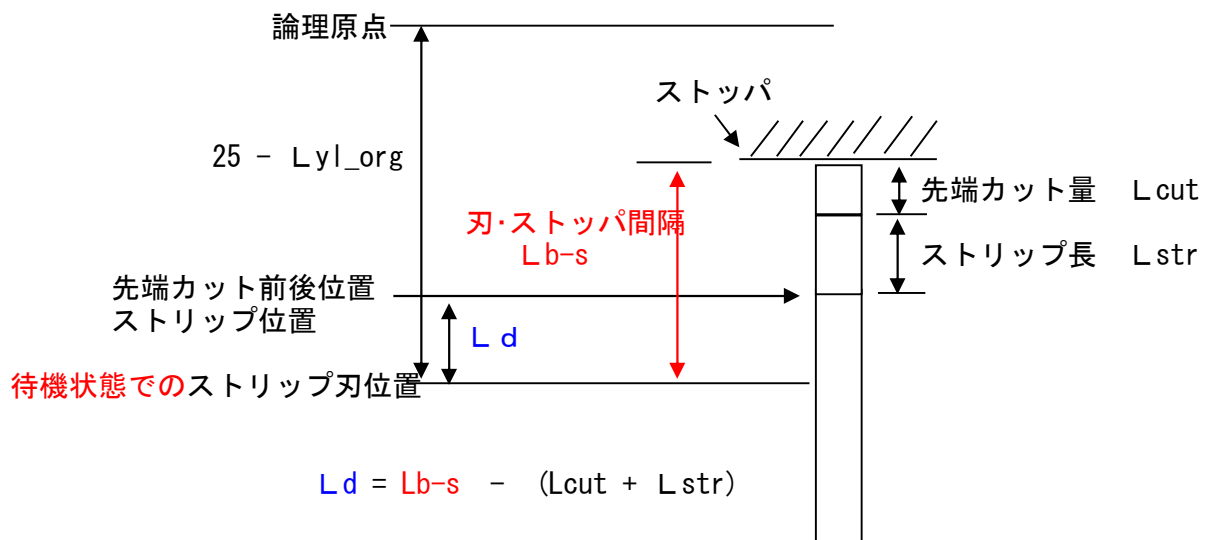 論理原点
ストッパ
25 - Lyl_org
先端カット量 Lcut
刃・ストッパ間隔
Lb-s
ストリップ長 Lstr
先端カット前後位置
ストリップ位置
Ld
待機状態でのストリップ刃位置
Ld = Lb-s - (Lcut + Lstr)